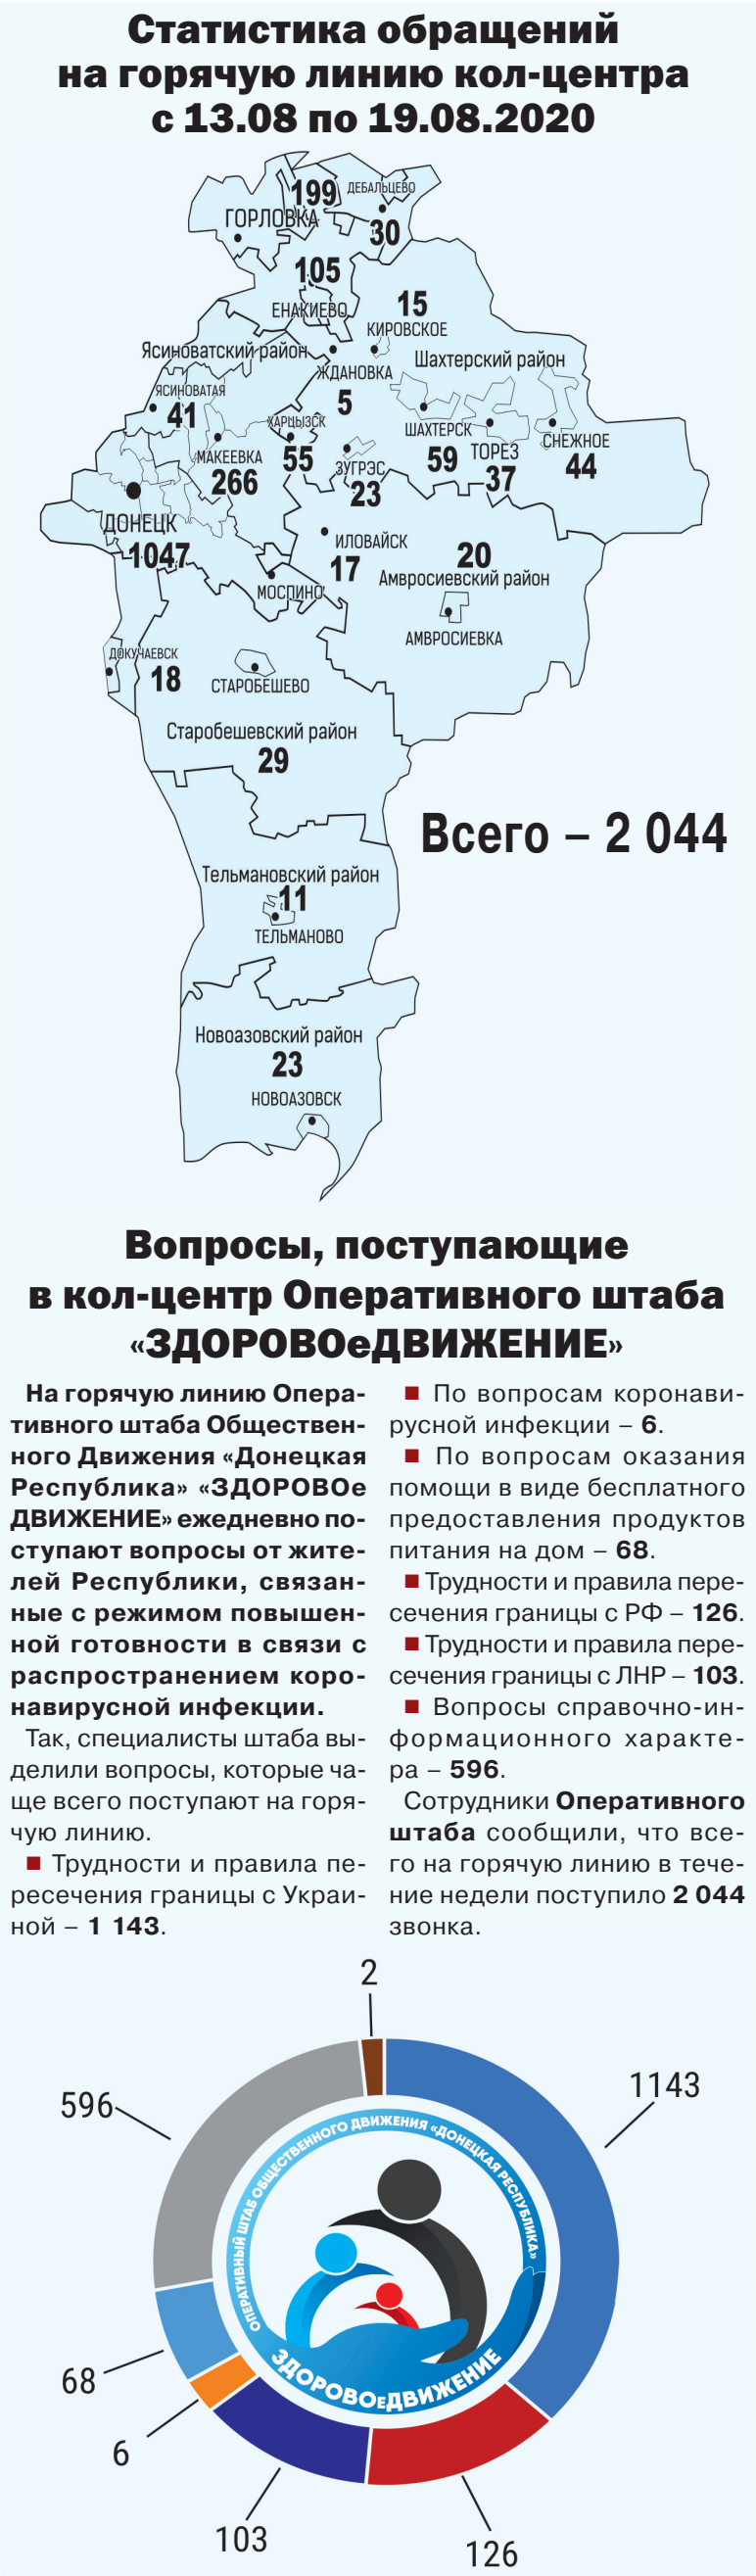 Статистика обращений
на горячую линию кол-центра
с 13.08 по 19.08.2020
199
ДЕБАЛЬЦЕВО
ГОРЛОВКА
30
105
ЕНАКИЕВО
15
КИРОВСКОЕ
Ясиноватский район
Шахтерский район
ЖДАНОВКА
5
ЯСИНОВАТАЯ
41
ХАРЦЫЗСК
55
ШАХТЕРСК
59
ТОРЕЗ
37
СНЕЖНОЕ
44
МАКЕЕВКА
266
ЗУГРЭС
23
ДОНЕЦК
1047
ИЛОВАЙСК
17
20
Амвросиевский район
АМВРОСИЕВКА
МОСПИНО
ДОКУЧАЕВСК
18
СТАРОБЕШЕВО
Старобешевский район
29
Всего – 2 044
Тельмановский район
11
ТЕЛЬМАНОВО
Новоазовский район
23
НОВОАЗОВСК
Вопросы, поступающие
в кол-центр Оперативного штаба
«ЗДОРОВОеДВИЖЕНИЕ»
На горячую линию Опера-
тивного штаба Обществен-
ного Движения «Донецкая
Республика» «ЗДОРОВОе
ДВИЖЕНИЕ» ежедневно по-
ступают вопросы от жите-
лей Республики, связан-
ные с режимом повышен-
ной готовности в связи с
распространением коро-
навирусной инфекции.
Так, специалисты штаба вы-
делили вопросы, которые ча-
ще всего поступают на горя-
чую линию.
■ Трудности и правила пе-
ресечения границы с Украи-
ной – 1 143.
■ По вопросам коронави-
русной инфекции – 6.
■ По вопросам оказания
помощи в виде бесплатного
предоставления продуктов
питания на дом – 68.
■ Трудности и правила пере-
сечения границы с РФ – 126.
■ Трудности и правила пере-
сечения границы с ЛНР – 103.
■ Вопросы справочно-ин-
формационного характе-
ра – 596.
Сотрудники Оперативного
штаба сообщили, что все-
го на горячую линию в тече-
ние недели поступило 2 044
звонка.
2
596
1143
ОПЕРАТИВНЫЙ ШТАБ ОБЩЕСТВЕННОГО ДВИЖЕНИЯ «ДОНЕЦКАЯ РЕСПУБЛИКА»
ЗДОРОВОЕДВИЖЕНИЕ
68
6
103
126